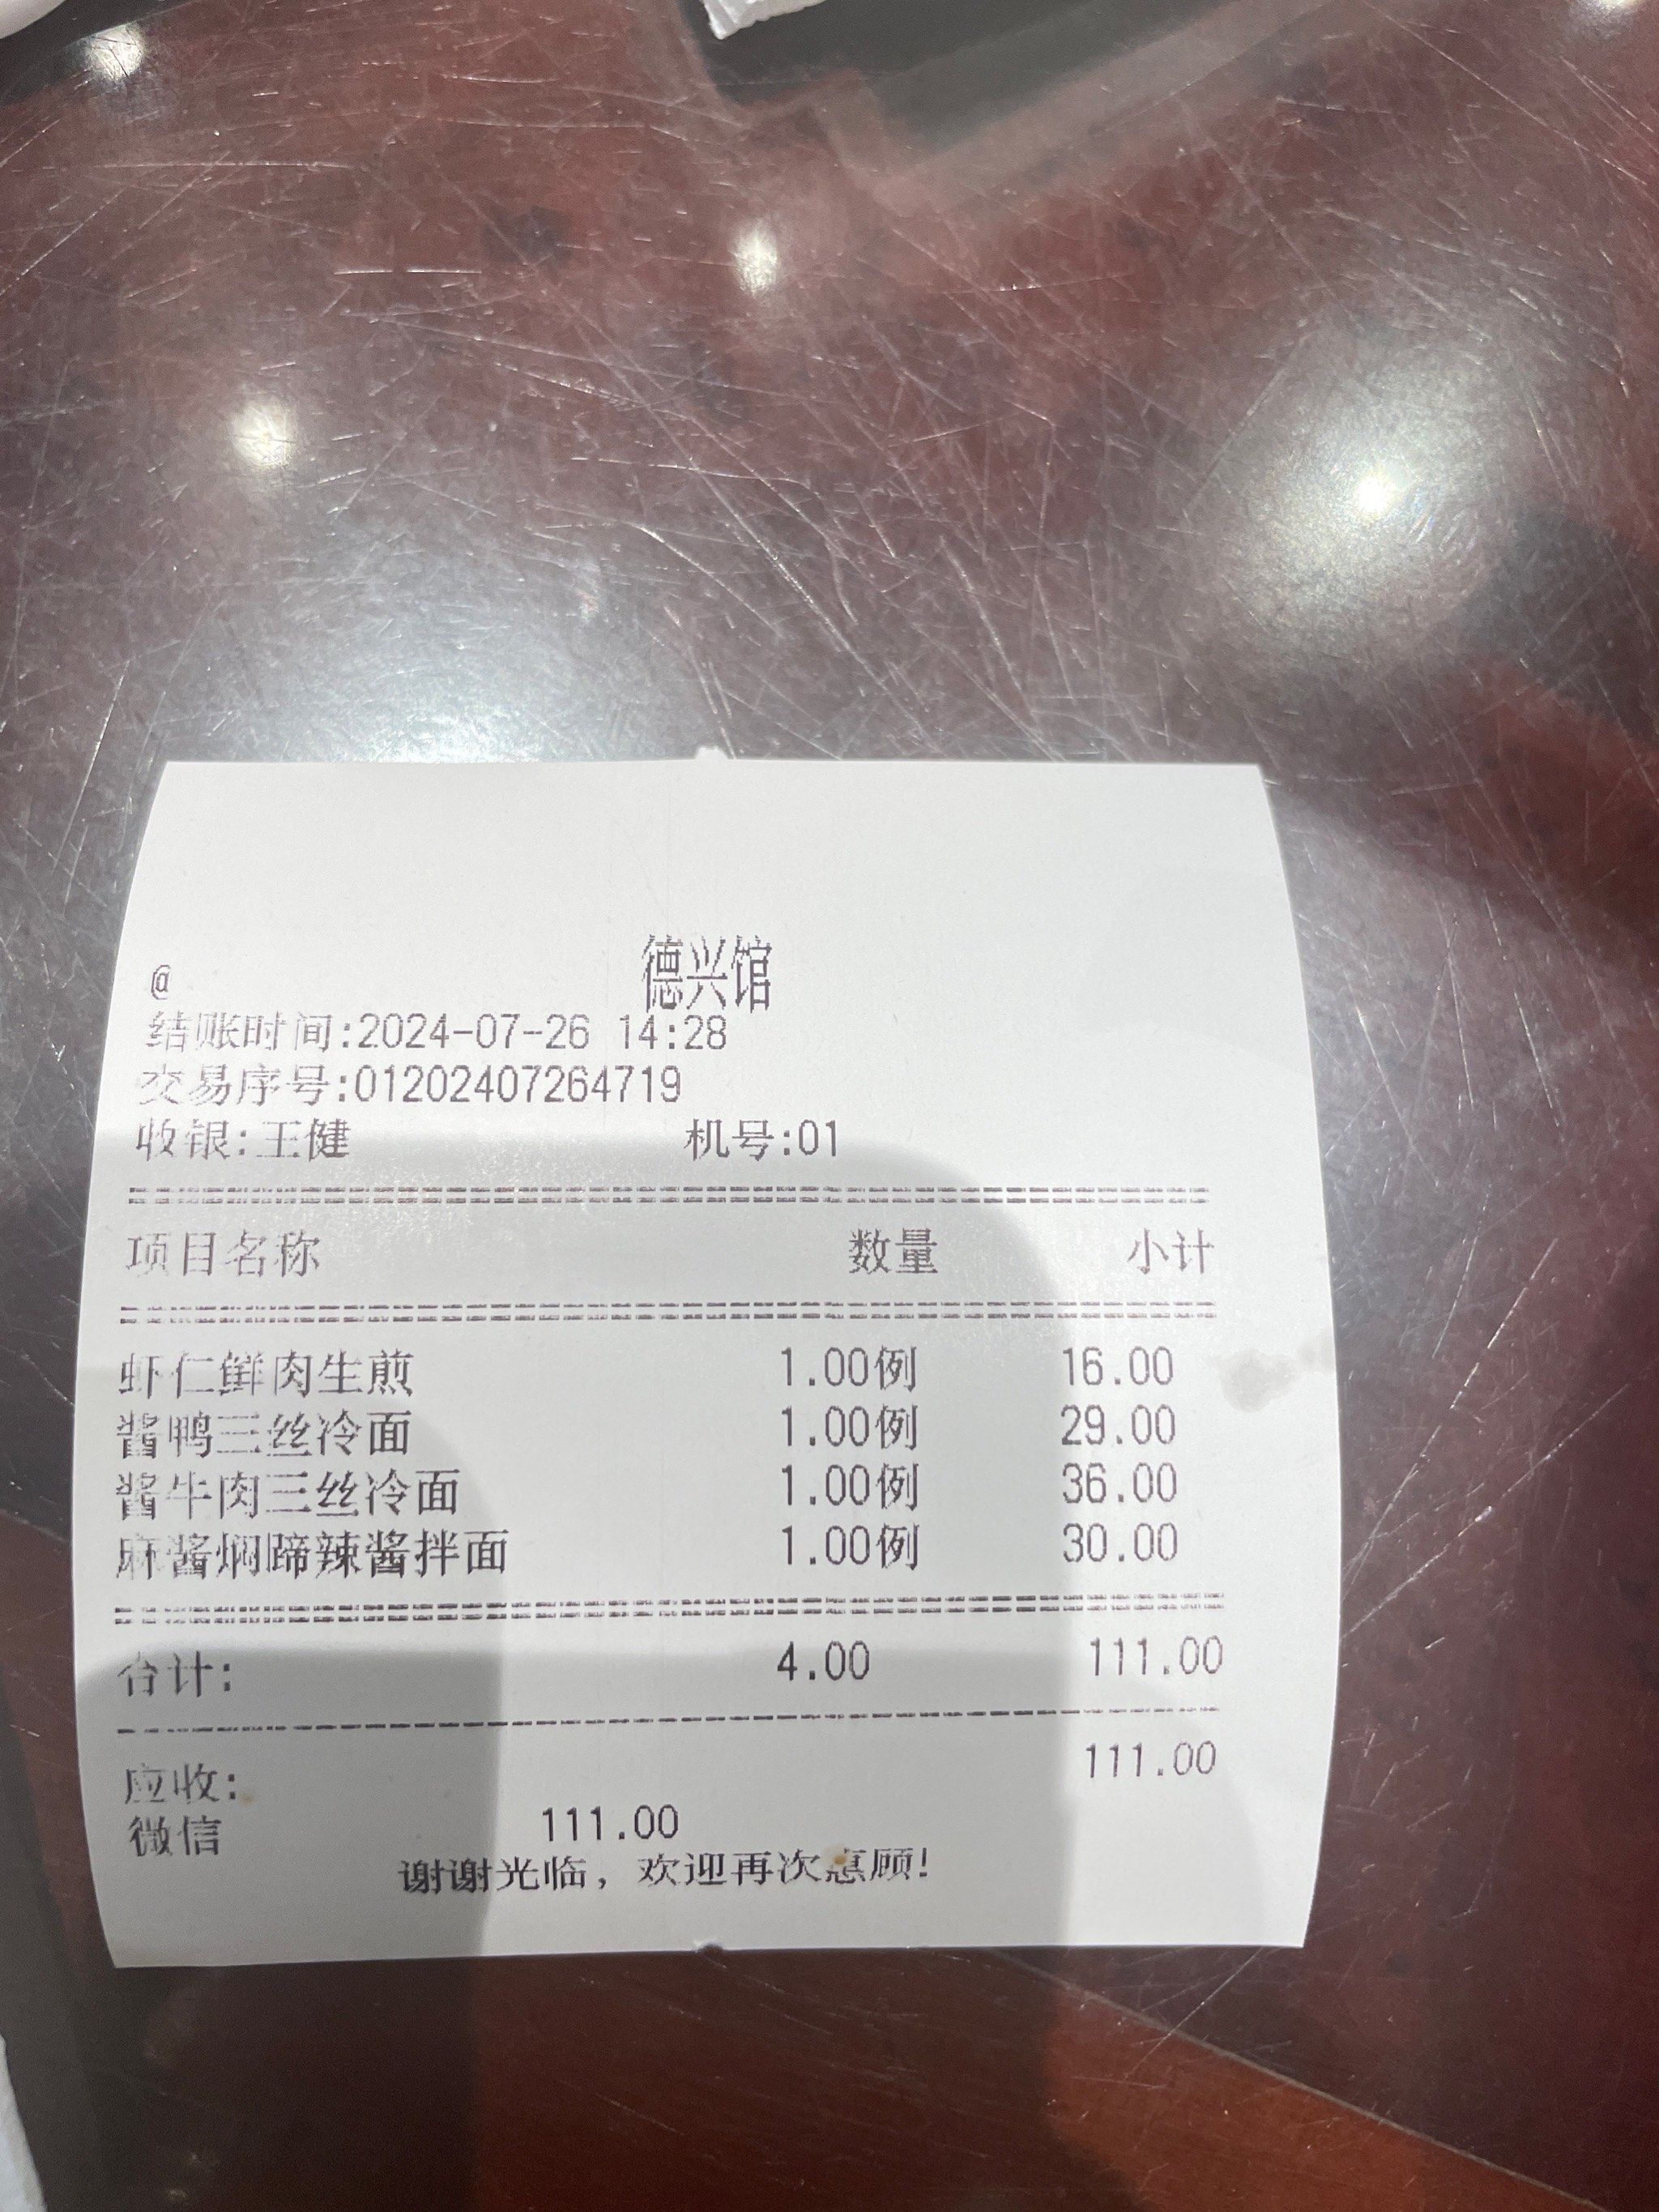 德兴馆
@
结账时间:2024-07-26 14:28
交易序号:01202407264719
收银:王健 机号:01
项目名称 数量 小计
虾仁鲜肉生煎 1.00例 16.00
酱鸭三丝冷面 1.00例 29.00
酱牛肉三丝冷面 1.00例 36.00
麻酱焖蹄辣酱拌面 1.00例 30.00
合计: 4.00 111.00
应收: 111.00
微信 111.00
谢谢光临，欢迎再次惠顾!